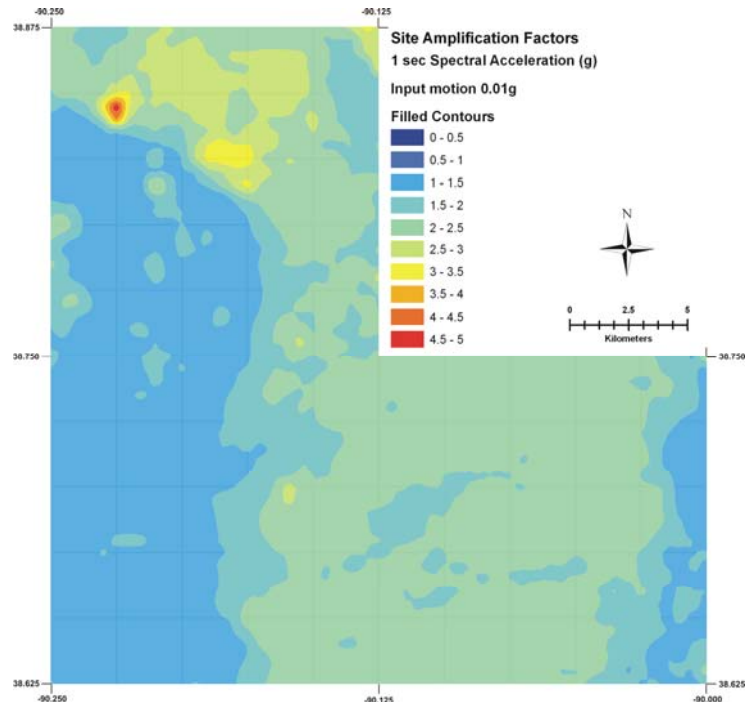 -90.250
-90.125
38.875
Site Amplification Factors
1 sec Spectral Acceleration (g)
Input motion 0.01g
Filled Contours
0 - 0.5
0.5 - 1
1 - 1.5
1.5 - 2
2 - 2.5
2.5 - 3
3 - 3.5
3.5 - 4
4 - 4.5
4.5 - 5
N
0 2.5 5
Kilometers
38.750
38.750
38.625
38.625
-90.250
-90.125
-90.000